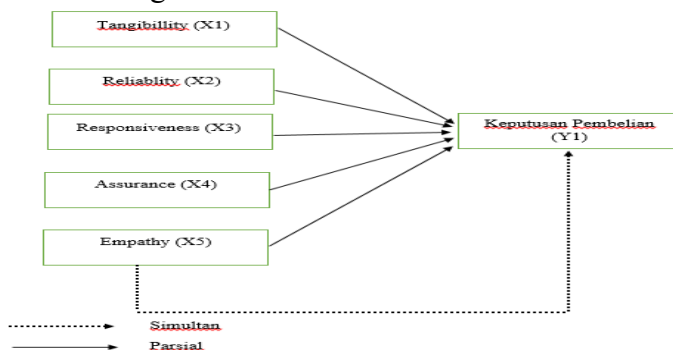 Tangibillity (X1)
Reliablity (X2)
Responsiveness (X3)
Keputusan Pembelian
(Y1)
Assurance (X4)
Empathy (X5)
Simultan
Parsial